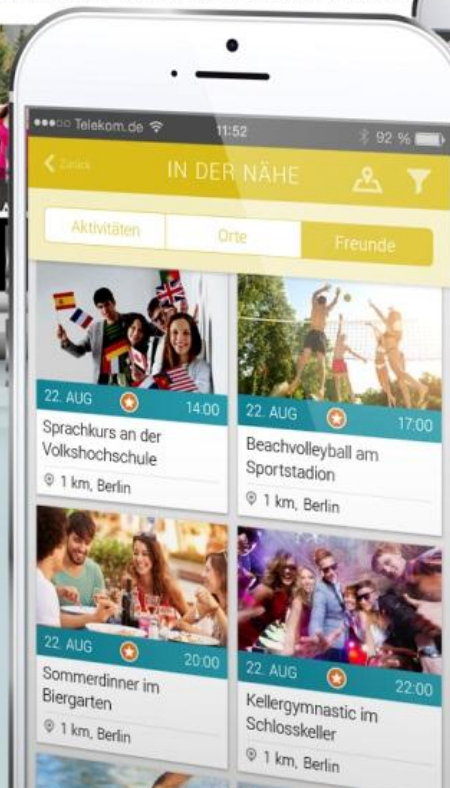 Telekom.de 11:52 92 %
Zurück IN DER NÄHE
Aktivitäten Orte Freunde
22. AUG 14:00
Sprachkurs an der
Volkshochschule
1 km, Berlin
22. AUG 17:00
Beachvolleyball am
Sportstadion
1 km, Berlin
22. AUG 20:00
Sommerdinner im
Biergarten
1 km, Berlin
22. AUG 22:00
Kellergymnastic im
Schlosskeller
1 km, Berlin